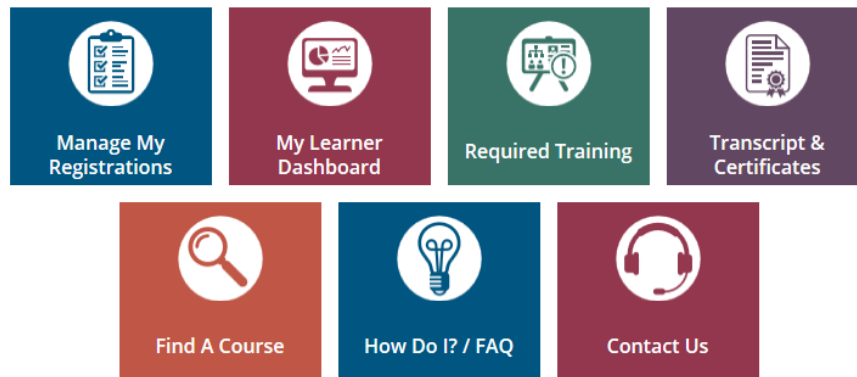 Manage My
Registrations
My Learner
Dashboard
Required Training
Transcript &
Certificates
Find A Course
How Do I? / FAQ
Contact Us